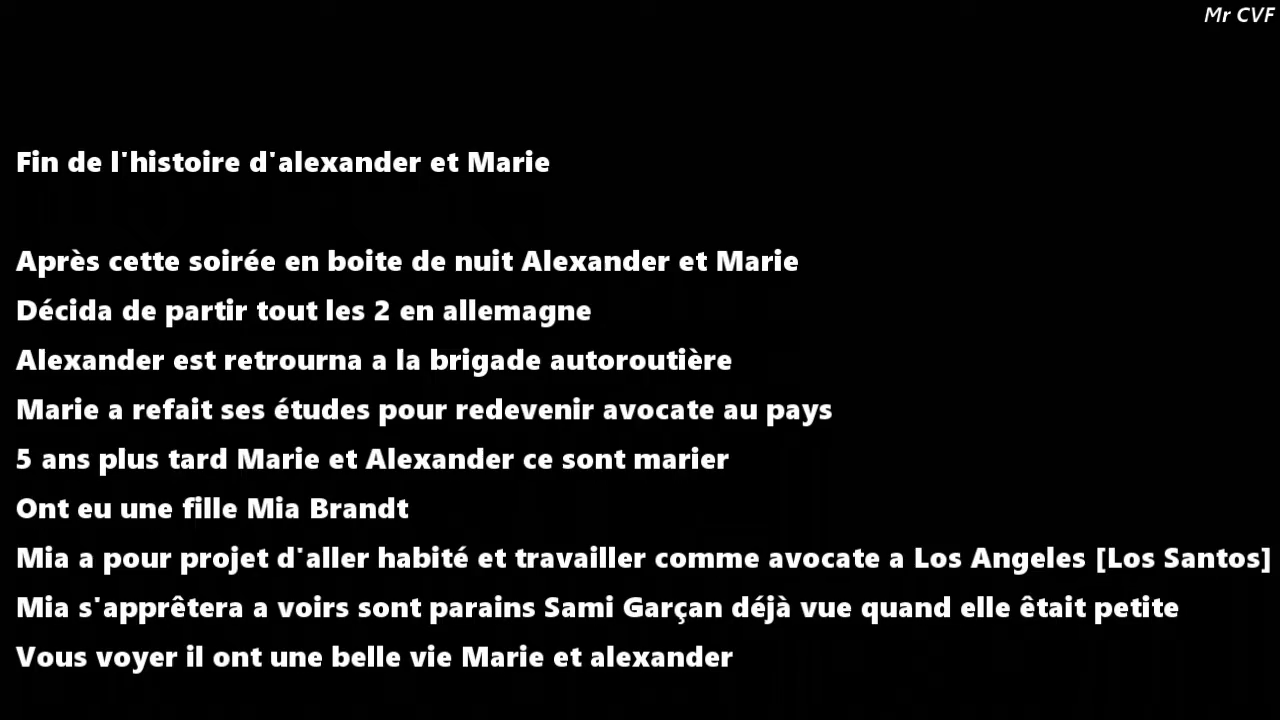 Mr CVF
Fin de l'histoire d'alexander et Marie
Après cette soirée en boite de nuit Alexander et Marie
Décida de partir tout les 2 en allemagne
Alexander est retrourna a la brigade autoroutière
Marie a refait ses études pour redevenir avocate au pays
5 ans plus tard Marie et Alexander ce sont marier
Ont eu une fille Mia Brandt
Mia a pour projet d'aller habité et travailler comme avocate a Los Angeles [Los Santos]
Mia s'apprêtera a voirs sont parains Sami Garçan déjà vue quand elle êtait petite
Vous voyer il ont une belle vie Marie et alexander